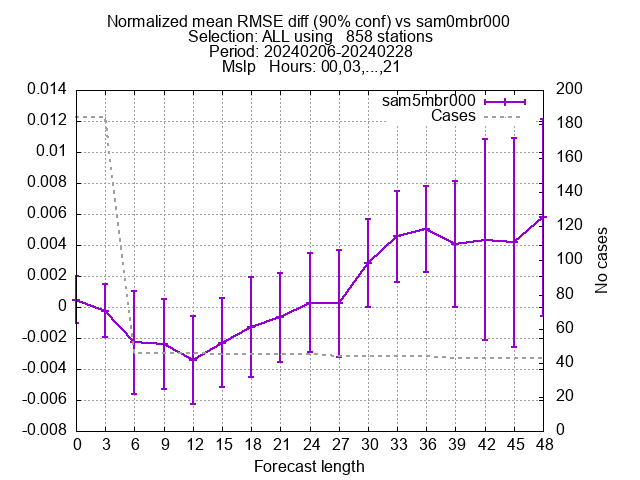 Normalized mean RMSE diff (90% conf) vs sam0mbr000
Selection: ALL using   858 stations
Period: 20240206-20240228
Mslp   Hours: 00,03,...,21
0.014
0.012
0.01
0.008
0.006
0.004
0.002
0
-0.002
-0.004
-0.006
-0.008
sam5mbr000
Cases
200
180
160
140
120
100
80
60
40
20
0
No cases
0 3 6 9 12 15 18 21 24 27 30 33 36 39 42 45 48
Forecast length